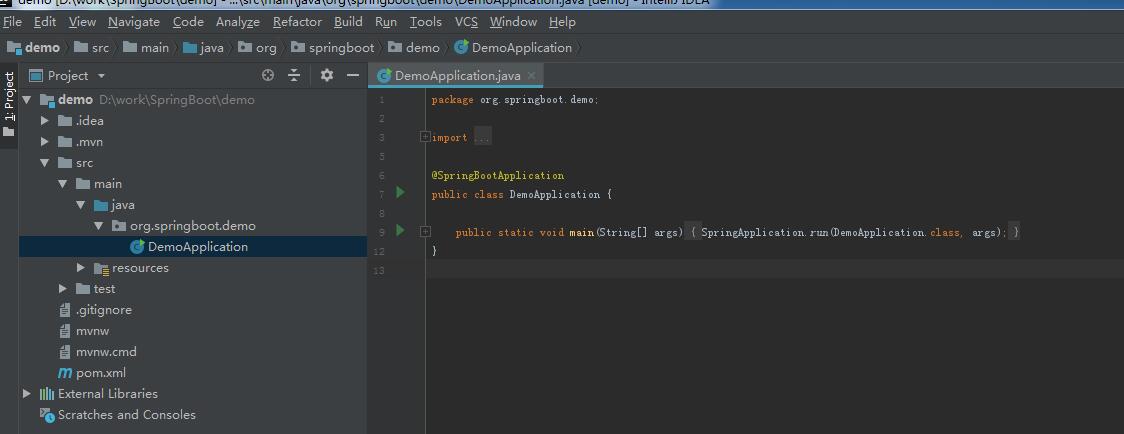 demo [D:\work\SpringBoot\demo] - ...\src\main\java\org\springboot\demo\DemoApplication.java [demo] - IntelliJ IDEA
File Edit View Navigate Code Analyze Refactor Build Run Tools VCS Window Help
demo src main java org springboot demo DemoApplication
1: Project
Project
demo D:\work\SpringBoot\demo
.idea
.mvn
src
main
java
org.springboot.demo
DemoApplication
resources
test
.gitignore
mvnw
mvnw.cmd
pom.xml
External Libraries
Scratches and Consoles
DemoApplication.java
1 package org.springboot.demo;
2
3 import ...
5
6 @SpringBootApplication
7 public class DemoApplication {
8
9 public static void main(String[] args) { SpringApplication.run(DemoApplication.class, args); }
12 }
13